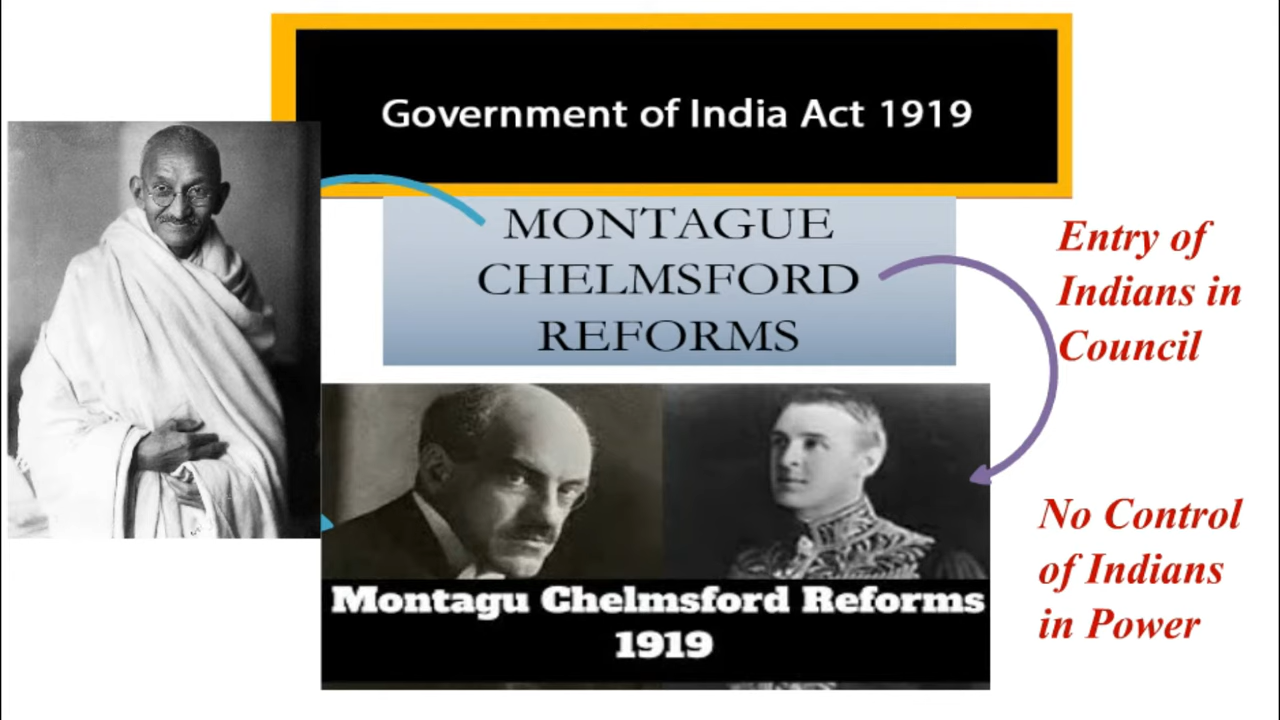 Government of India Act 1919
MONTAGUE
CHELMSFORD
REFORMS
Entry of
Indians in
Council
Montagu Chelmsford Reforms
1919
No Control
of Indians
in Power